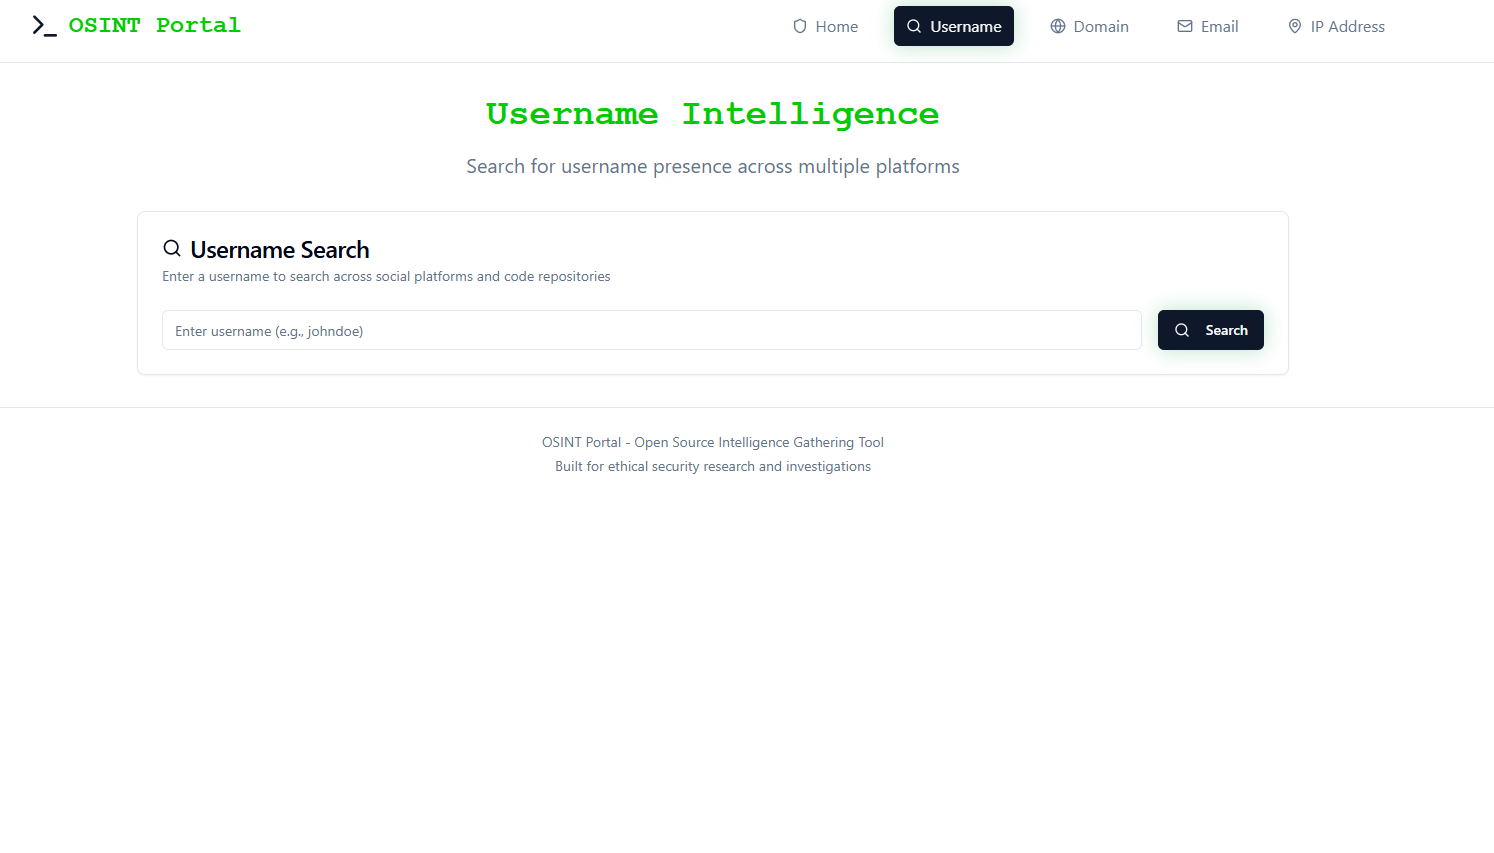 OSINT Portal
Home
Username
Domain
Email
IP Address
Username Intelligence
Search for username presence across multiple platforms
Username Search
Enter a username to search across social platforms and code repositories
Enter username (e.g., johndoe)
Search
OSINT Portal - Open Source Intelligence Gathering Tool
Built for ethical security research and investigations